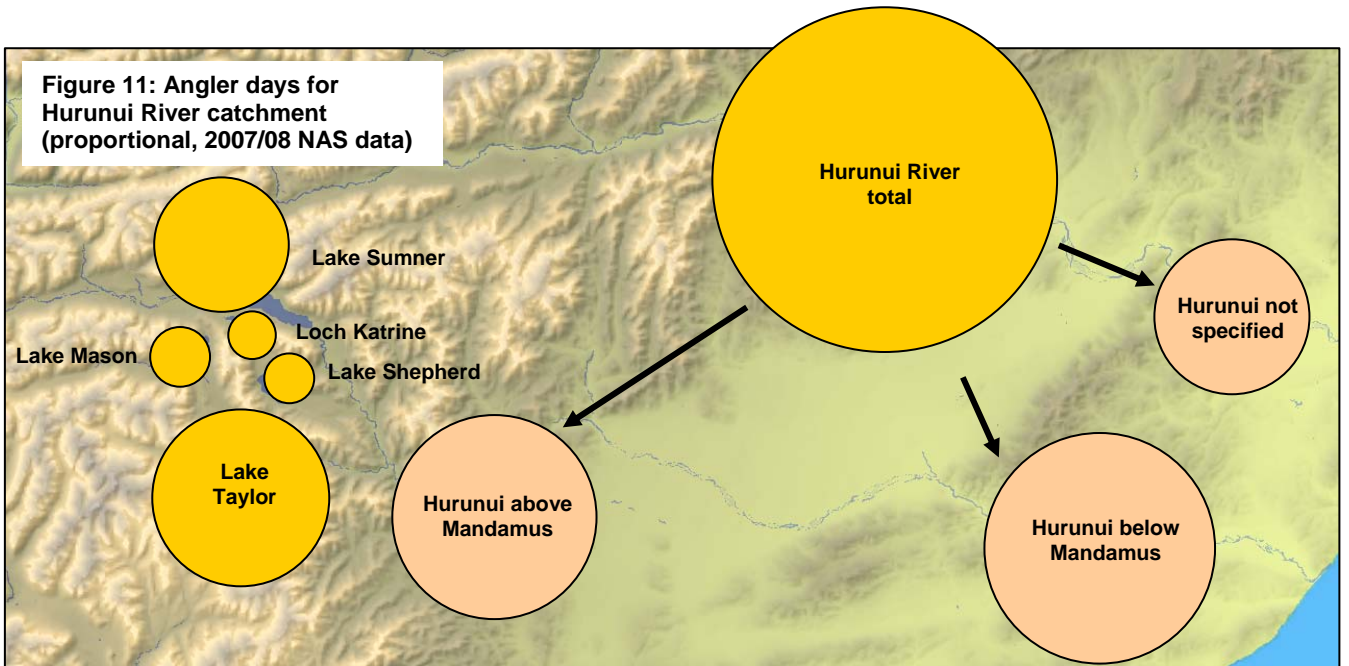 Figure 11: Angler days for
Hurunui River catchment
(proportional, 2007/08 NAS data)
Hurunui River
total
Lake Sumner
Loch Katrine
Lake Mason
Lake Shepherd
Hurunui not
specified
Lake
Taylor
Hurunui above
Mandamus
Hurunui below
Mandamus